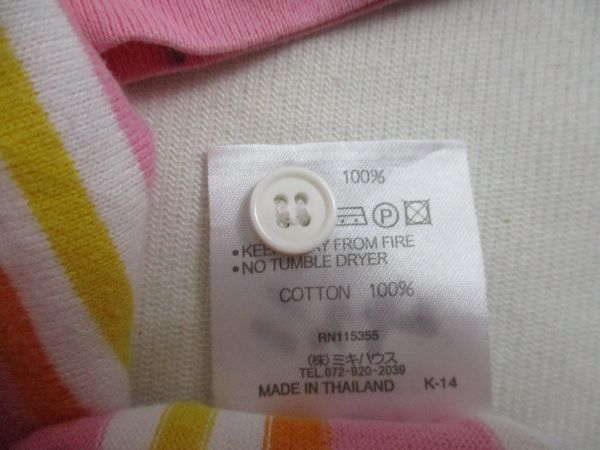 100%
P
• KEEP AWAY FROM FIRE
• NO TUMBLE DRYER
COTTON 100%
RN115355
(株)ミキハウス
TEL.072-920-2039
MADE IN THAILAND K-14